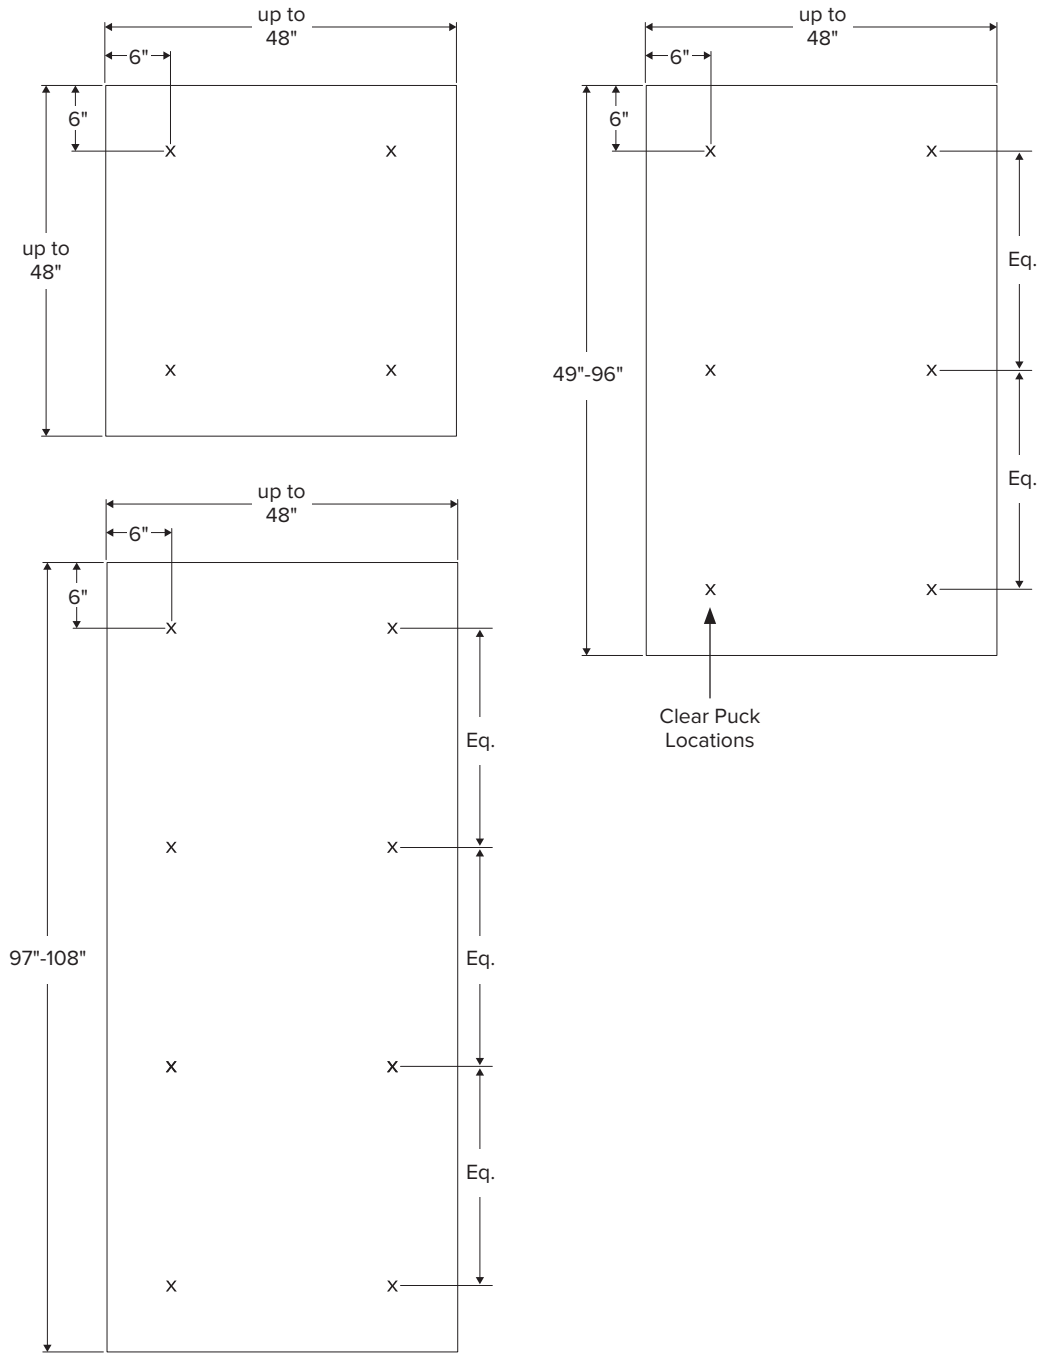 up to
48"
6"
6"
x
x
up to
48"
x
x
up to
48"
6"
6"
x
x
Eq.
49"-96"
x
x
Eq.
x
x
Clear Puck
Locations
up to
48"
6"
6"
x
x
Eq.
x
x
97"-108"
Eq.
x
x
Eq.
x
x